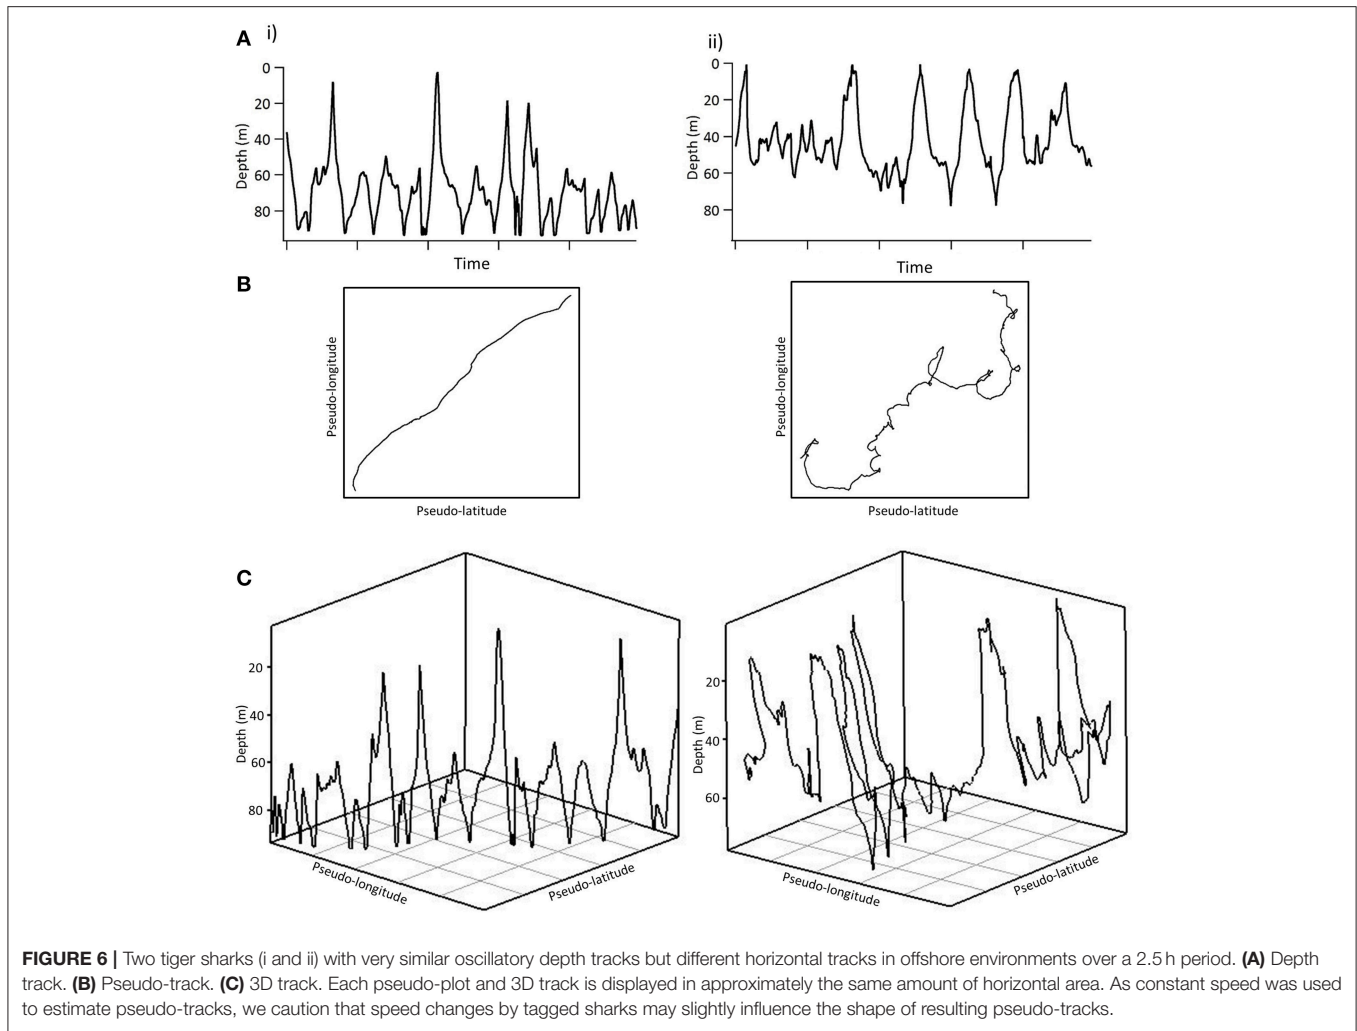 A i)
ii)
0
20
40
60
80
Depth (m)
Time
0
20
40
60
80
Depth (m)
Time
B
Pseudo-longitude
Pseudo-latitude
Pseudo-longitude
Pseudo-latitude
C
20
40
60
80
Depth (m)
Pseudo-longitude
Pseudo-latitude
20
40
60
Depth (m)
Pseudo-longitude
Pseudo-latitude
FIGURE 6 | Two tiger sharks (i and ii) with very similar oscillatory depth tracks but different horizontal tracks in offshore environments over a 2.5 h period. (A) Depth
track. (B) Pseudo-track. (C) 3D track. Each pseudo-plot and 3D track is displayed in approximately the same amount of horizontal area. As constant speed was used
to estimate pseudo-tracks, we caution that speed changes by tagged sharks may slightly influence the shape of resulting pseudo-tracks.